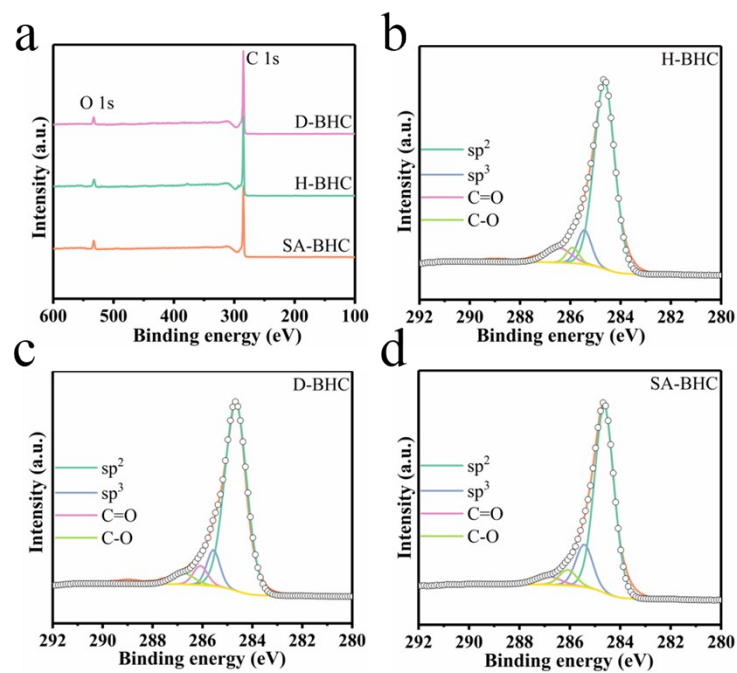 a
C 1s
O 1s
D-BHC
H-BHC
SA-BHC
Intensity (a.u.)
600 500 400 300 200 100
Binding energy (eV)
b
H-BHC
sp²
sp³
C=O
C-O
Intensity (a.u.)
292 290 288 286 284 282 280
Binding energy (eV)
c
D-BHC
sp²
sp³
C=O
C-O
Intensity (a.u.)
292 290 288 286 284 282 280
Binding energy (eV)
d
SA-BHC
sp²
sp³
C=O
C-O
Intensity (a.u.)
292 290 288 286 284 282 280
Binding energy (eV)